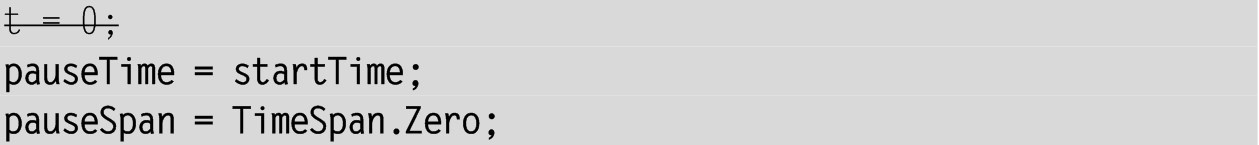 t = 0;
pauseTime = startTime;
pauseSpan = TimeSpan.Zero;